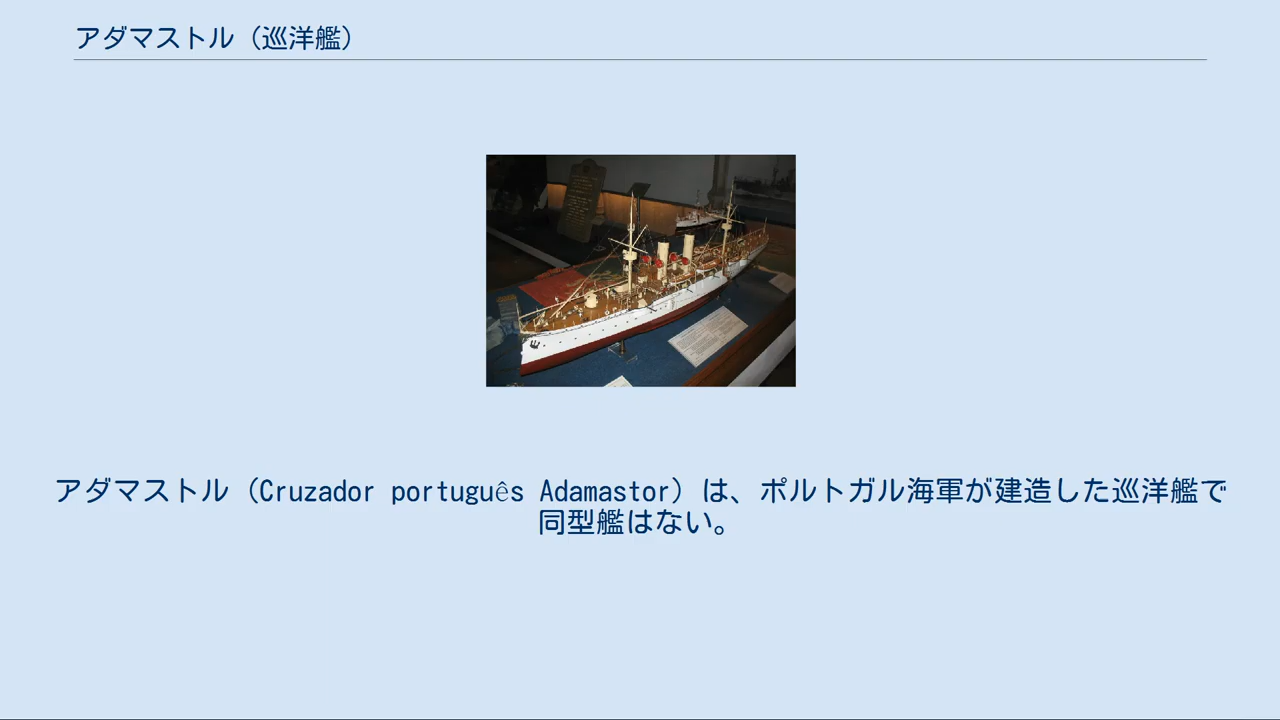 アダマストル（巡洋艦）
アダマストル（Cruzador português Adamastor）は、ポルトガル海軍が建造した巡洋艦で
同型艦はない。